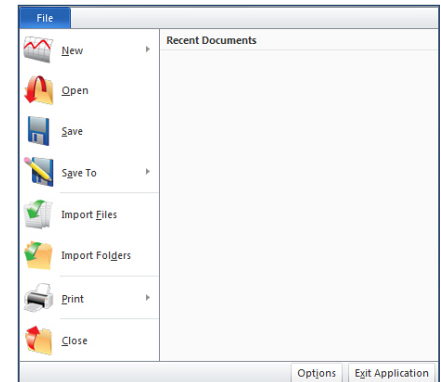 File
New
Open
Save
Save To
Import Files
Import Folders
Print
Close
Recent Documents
Options
Exit Application